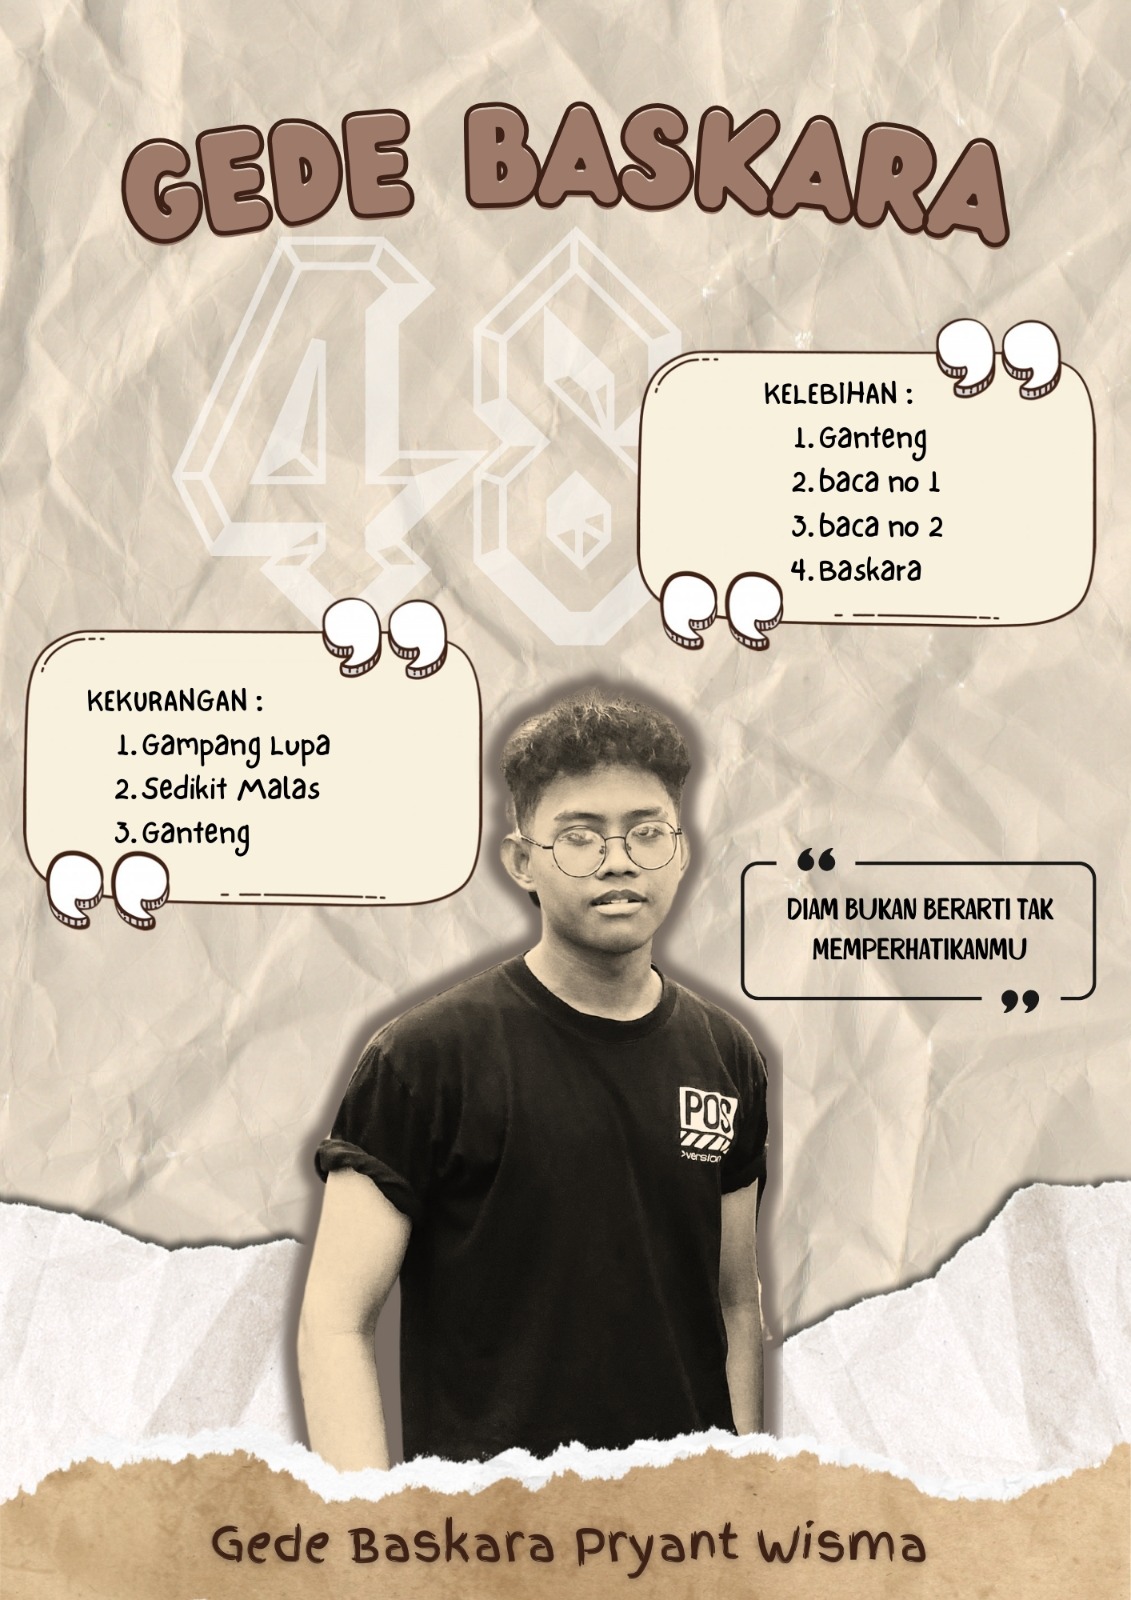 GEDE BASKARA
48
KELEBIHAN :
1. Ganteng
2. baca no 1
3. baca no 2
4. Baskara
KEKURANGAN :
1. Gampang Lupa
2. Sedikit Malas
3. Ganteng
DIAM BUKAN BERARTI TAK
MEMPERHATIKANMU
POS
>version
Gede Baskara Pryant Wisma